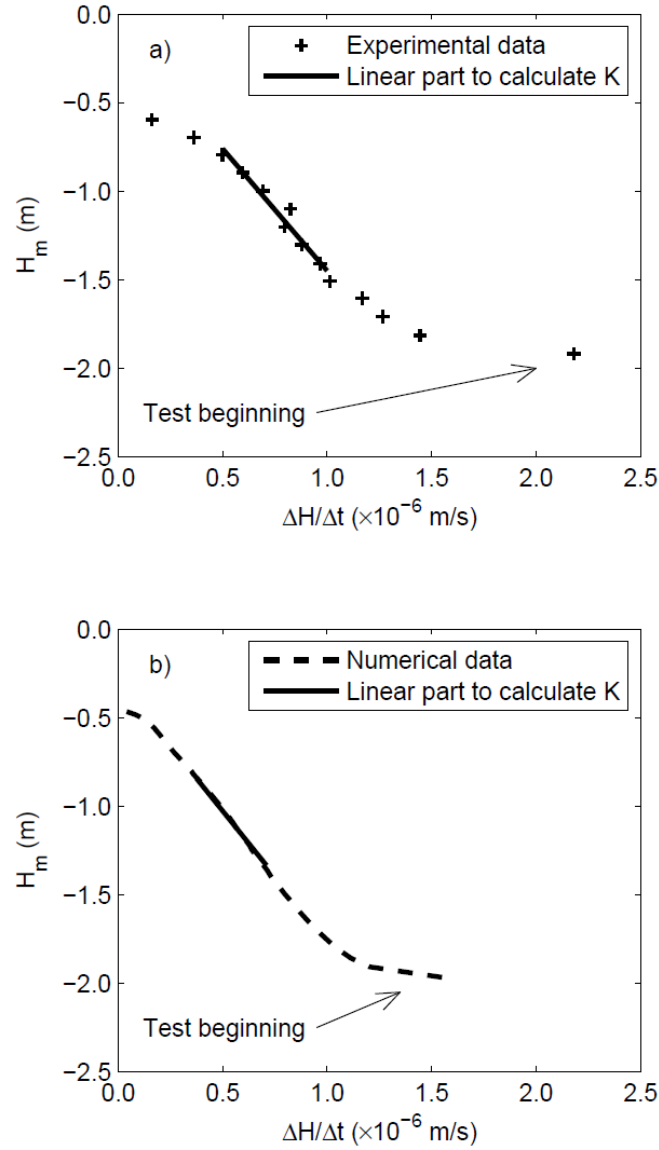 a)
+ Experimental data
Linear part to calculate K
0.0
−0.5
−1.0
−1.5
−2.0
−2.5
H_m (m)
Test beginning
0.0 0.5 1.0 1.5 2.0 2.5
ΔH/Δt (×10⁻⁶ m/s)
b)
Numerical data
Linear part to calculate K
0.0
−0.5
−1.0
−1.5
−2.0
−2.5
H_m (m)
Test beginning
0.0 0.5 1.0 1.5 2.0 2.5
ΔH/Δt (×10⁻⁶ m/s)